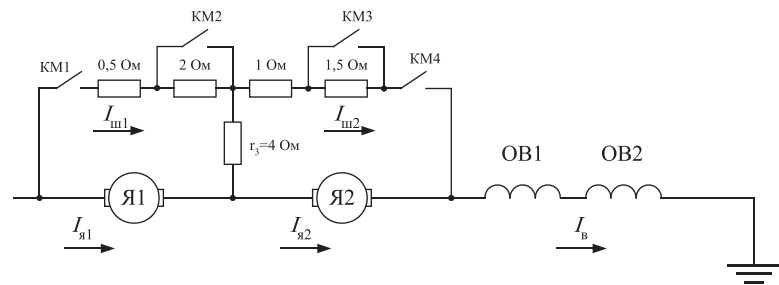 КМ2
КМ3
КМ1
0,5 Ом
2 Ом
1 Ом
1,5 Ом
КМ4
Iш1
Iш2
r3=4 Ом
ОВ1
ОВ2
Я1
Я2
Iя1
Iя2
Iв